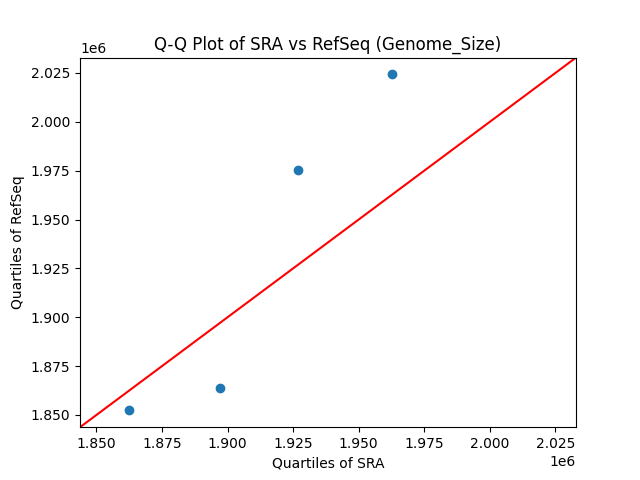 Q-Q Plot of SRA vs RefSeq (Genome_Size)
1e6
2.025
2.000
1.975
1.950
1.925
1.900
1.875
1.850
Quartiles of RefSeq
1.850 1.875 1.900 1.925 1.950 1.975 2.000 2.025
Quartiles of SRA
1e6